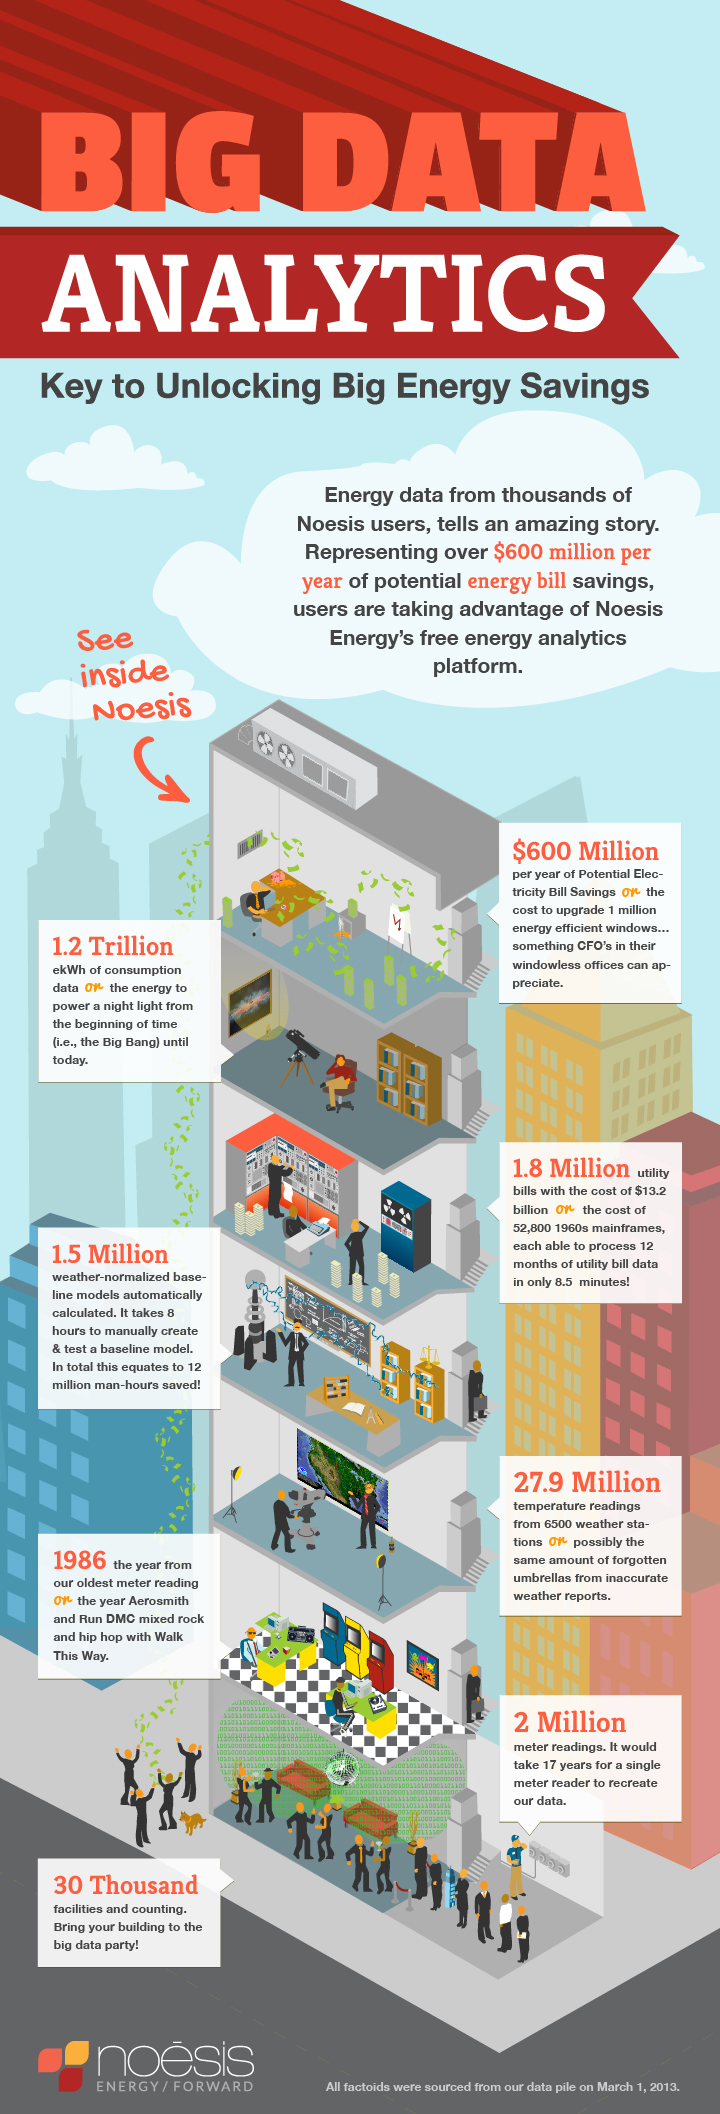 BIG DATA
ANALYTICS
Key to Unlocking Big Energy Savings
Energy data from thousands of
Noesis users, tells an amazing story.
Representing over $600 million per
year of potential energy bill savings,
users are taking advantage of Noesis
Energy's free energy analytics
platform.
See
inside
Noesis
$600 Million
per year of Potential Elec-
tricity Bill Savings or the
cost to upgrade 1 million
energy efficient windows...
something CFO's in their
windowless offices can ap-
preciate.
1.2 Trillion
ekWh of consumption
data or the energy to
power a night light from
the beginning of time
(i.e., the Big Bang) until
today.
1.8 Million utility
bills with the cost of $13.2
billion or the cost of
52,800 1960s mainframes,
each able to process 12
months of utility bill data
in only 8.5 minutes!
1.5 Million
weather-normalized base-
line models automatically
calculated. It takes 8
hours to manually create
& test a baseline model.
In total this equates to 12
million man-hours saved!
27.9 Million
temperature readings
from 6500 weather sta-
tions or possibly the
same amount of forgotten
umbrellas from inaccurate
weather reports.
1986 the year from
our oldest meter reading
or the year Aerosmith
and Run DMC mixed rock
and hip hop with Walk
This Way.
2 Million
meter readings. It would
take 17 years for a single
meter reader to recreate
our data.
30 Thousand
facilities and counting.
Bring your building to the
big data party!
noēsis
ENERGY / FORWARD
All factoids were sourced from our data pile on March 1, 2013.